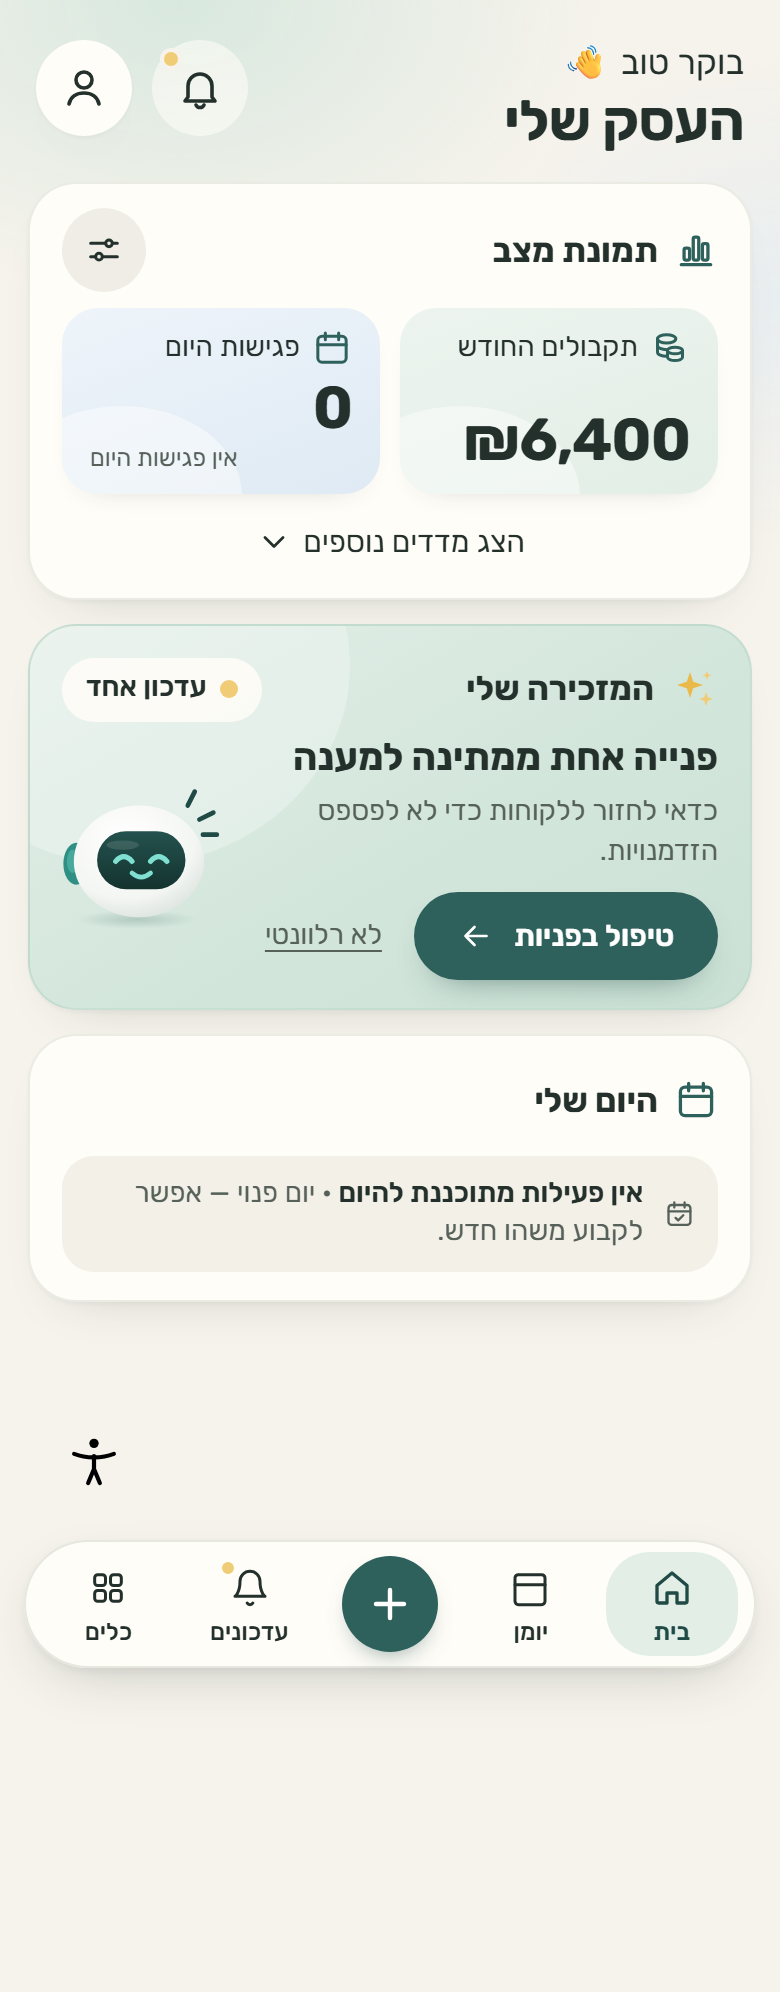 בוקר טוב 👋
העסק שלי
תמונת מצב
תקבולים החודש
₪6,400
פגישות היום
0
אין פגישות היום
הצג מדדים נוספים
המזכירה שלי
עדכון אחד
פנייה אחת ממתינה למענה
כדאי לחזור ללקוחות כדי לא לפספס
הזדמנויות.
טיפול בפניות
לא רלוונטי
היום שלי
אין פעילות מתוכננת להיום • יום פנוי — אפשר
לקבוע משהו חדש.
בית
יומן
עדכונים
כלים